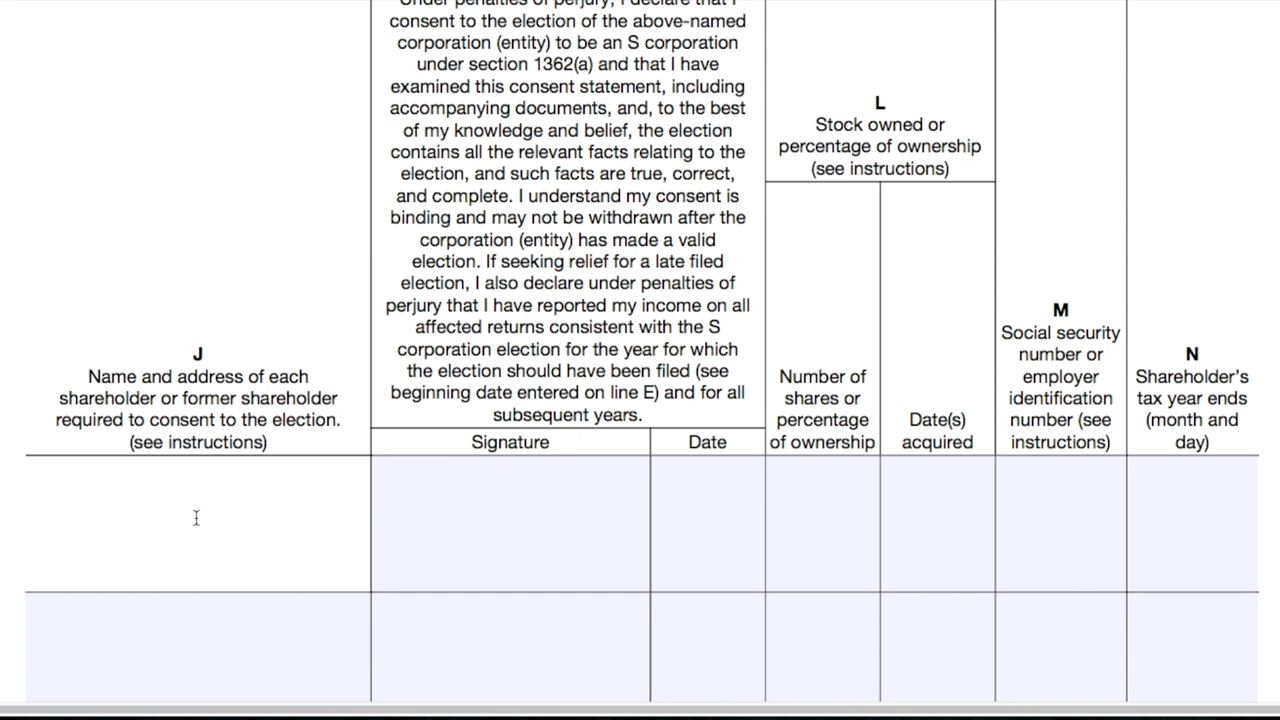 Under penalties of perjury, I declare that I
consent to the election of the above-named
corporation (entity) to be an S corporation
under section 1362(a) and that I have
examined this consent statement, including
accompanying documents, and, to the best
of my knowledge and belief, the election
contains all the relevant facts relating to the
election, and such facts are true, correct,
and complete. I understand my consent is
binding and may not be withdrawn after the
corporation (entity) has made a valid
election. If seeking relief for a late filed
election, I also declare under penalties of
perjury that I have reported my income on all
affected returns consistent with the S
corporation election for the year for which
the election should have been filed (see
beginning date entered on line E) and for all
subsequent years.
L
Stock owned or
percentage of ownership
(see instructions)
J
Name and address of each
shareholder or former shareholder
required to consent to the election.
(see instructions)
Signature
Date
Number of
shares or
percentage
of ownership
Date(s)
acquired
M
Social security
number or
employer
identification
number (see
instructions)
N
Shareholder's
tax year ends
(month and
day)